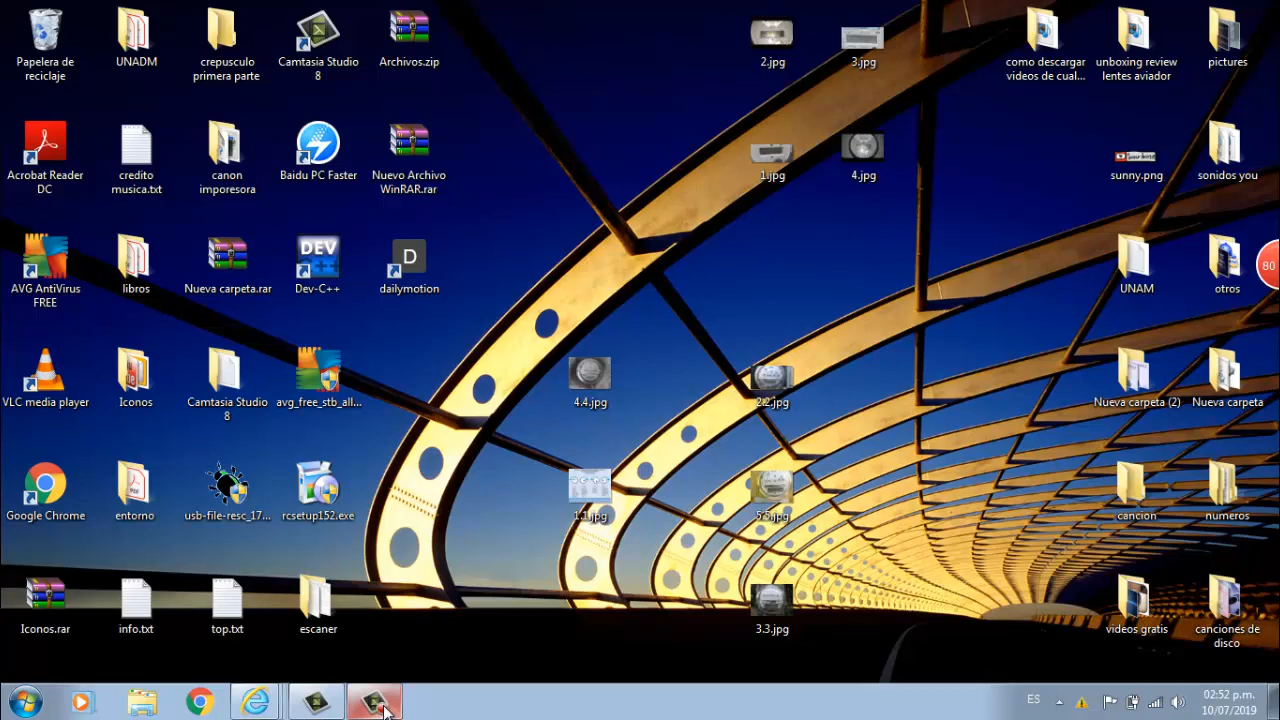 Papelera de
reciclaje
UNADM
crepusculo
primera parte
Camtasia Studio
8
Archivos.zip
2.jpg
3.jpg
como descargar
videos de cual...
unboxing review
lentes aviador
pictures
Acrobat Reader
DC
credito
musica.txt
canon
imporesora
Baidu PC Faster
Nuevo Archivo
WinRAR.rar
1.jpg
4.jpg
sunny.png
sonidos you
AVG AntiVirus
FREE
libros
Nueva carpeta.rar
DEV
Dev-C++
D
dailymotion
UNAM
otros
80
VLC media player
Iconos
Camtasia Studio
8
avg_free_stb_all...
4.4.jpg
2.2.jpg
Nueva carpeta (2)
Nueva carpeta
Google Chrome
entorno
usb-file-resc_17...
rcsetup152.exe
1.1.jpg
5.5.jpg
cancion
numeros
Iconos.rar
info.txt
top.txt
escaner
3.3.jpg
videos gratis
canciones de
disco
ES
02:52 p.m.
10/07/2019